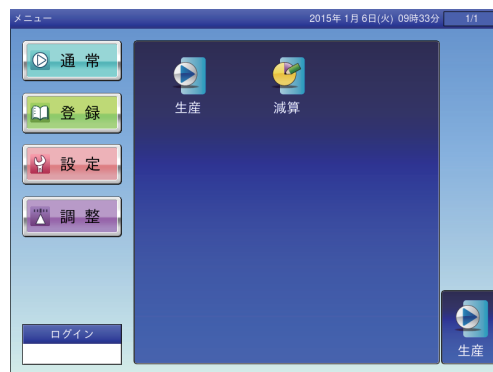 メニュー 2015年 1月 6日(火) 09時33分 1/1
通 常
登 録
設 定
調 整
生産 減算
ログイン
生産